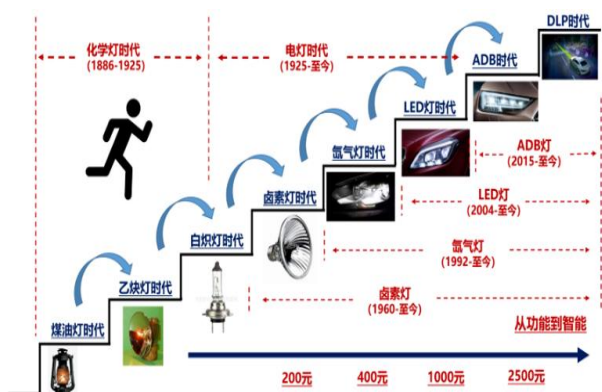 DLP时代
化学灯时代
(1886-1925)
电灯时代
(1925-至今)
ADB时代
LED灯时代
ADB灯
(2015-至今)
氙气灯时代
LED灯
(2004-至今)
卤素灯时代
白炽灯时代
氙气灯
(1992-至今)
乙炔灯时代
卤素灯
(1960-至今)
煤油灯时代
从功能到智能
200元 400元 1000元 2500元